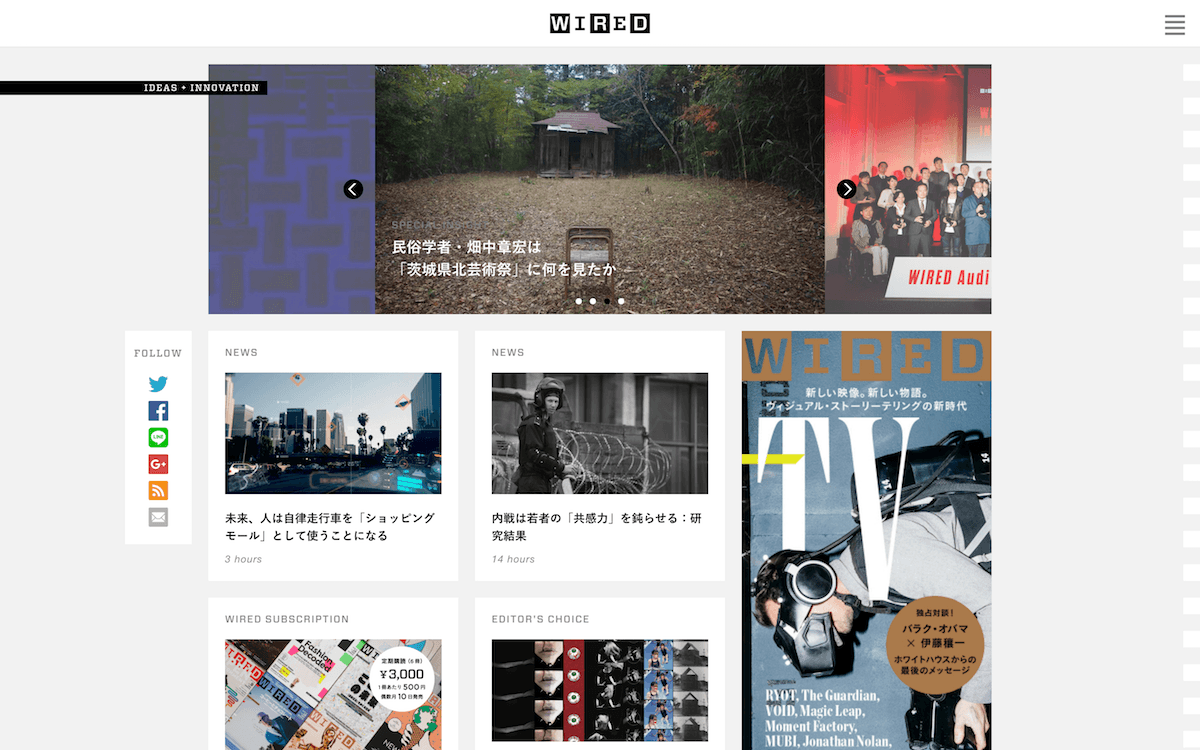 WIRED
IDEAS + INNOVATION
民俗学者・畑中章宏は
「茨城県北芸術祭」に何を見たか
WIRED Audi
FOLLOW
LINE
G+
NEWS
未来、人は自律走行車を「ショッピング
モール」として使うことになる
3 hours
NEWS
内戦は若者の「共感力」を鈍らせる：研
究結果
14 hours
WIRED
新しい映像。新しい物語。
ヴィジュアル・ストーリーテリングの新時代
TV
独占対談！
バラク・オバマ
× 伊藤穰一
ホワイトハウスからの
最後のメッセージ
RYOT, The Guardian,
VOID, Magic Leap,
Moment Factory,
MUBI, Jonathan Nolan,
WIRED SUBSCRIPTION
WIRED
Fashion
Decoded
WIRED
WIRED
定期購読（6冊）
¥3,000
1冊あたり500円
偶数月10日発売
EDITOR'S CHOICE